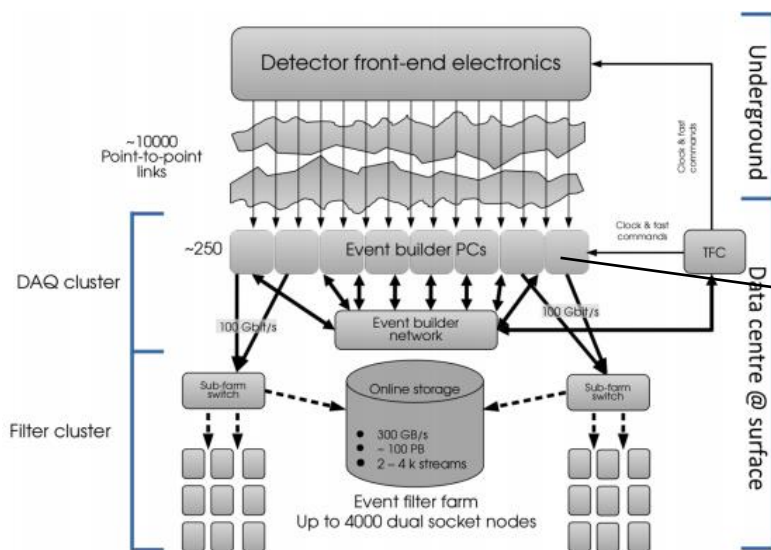 Detector front-end electronics
Underground
~10000
Point-to-point
links
Clock & fast
commands
Clock & fast
commands
~250
Event builder PCs
TFC
DAQ cluster
100 Gbit/s
Event builder
network
100 Gbit/s
Data centre @ surface
Sub-farm
switch
Online storage
Sub-farm
switch
Filter cluster
● 300 GB/s
● ~ 100 PB
● 2 – 4 k streams
Event filter farm
Up to 4000 dual socket nodes